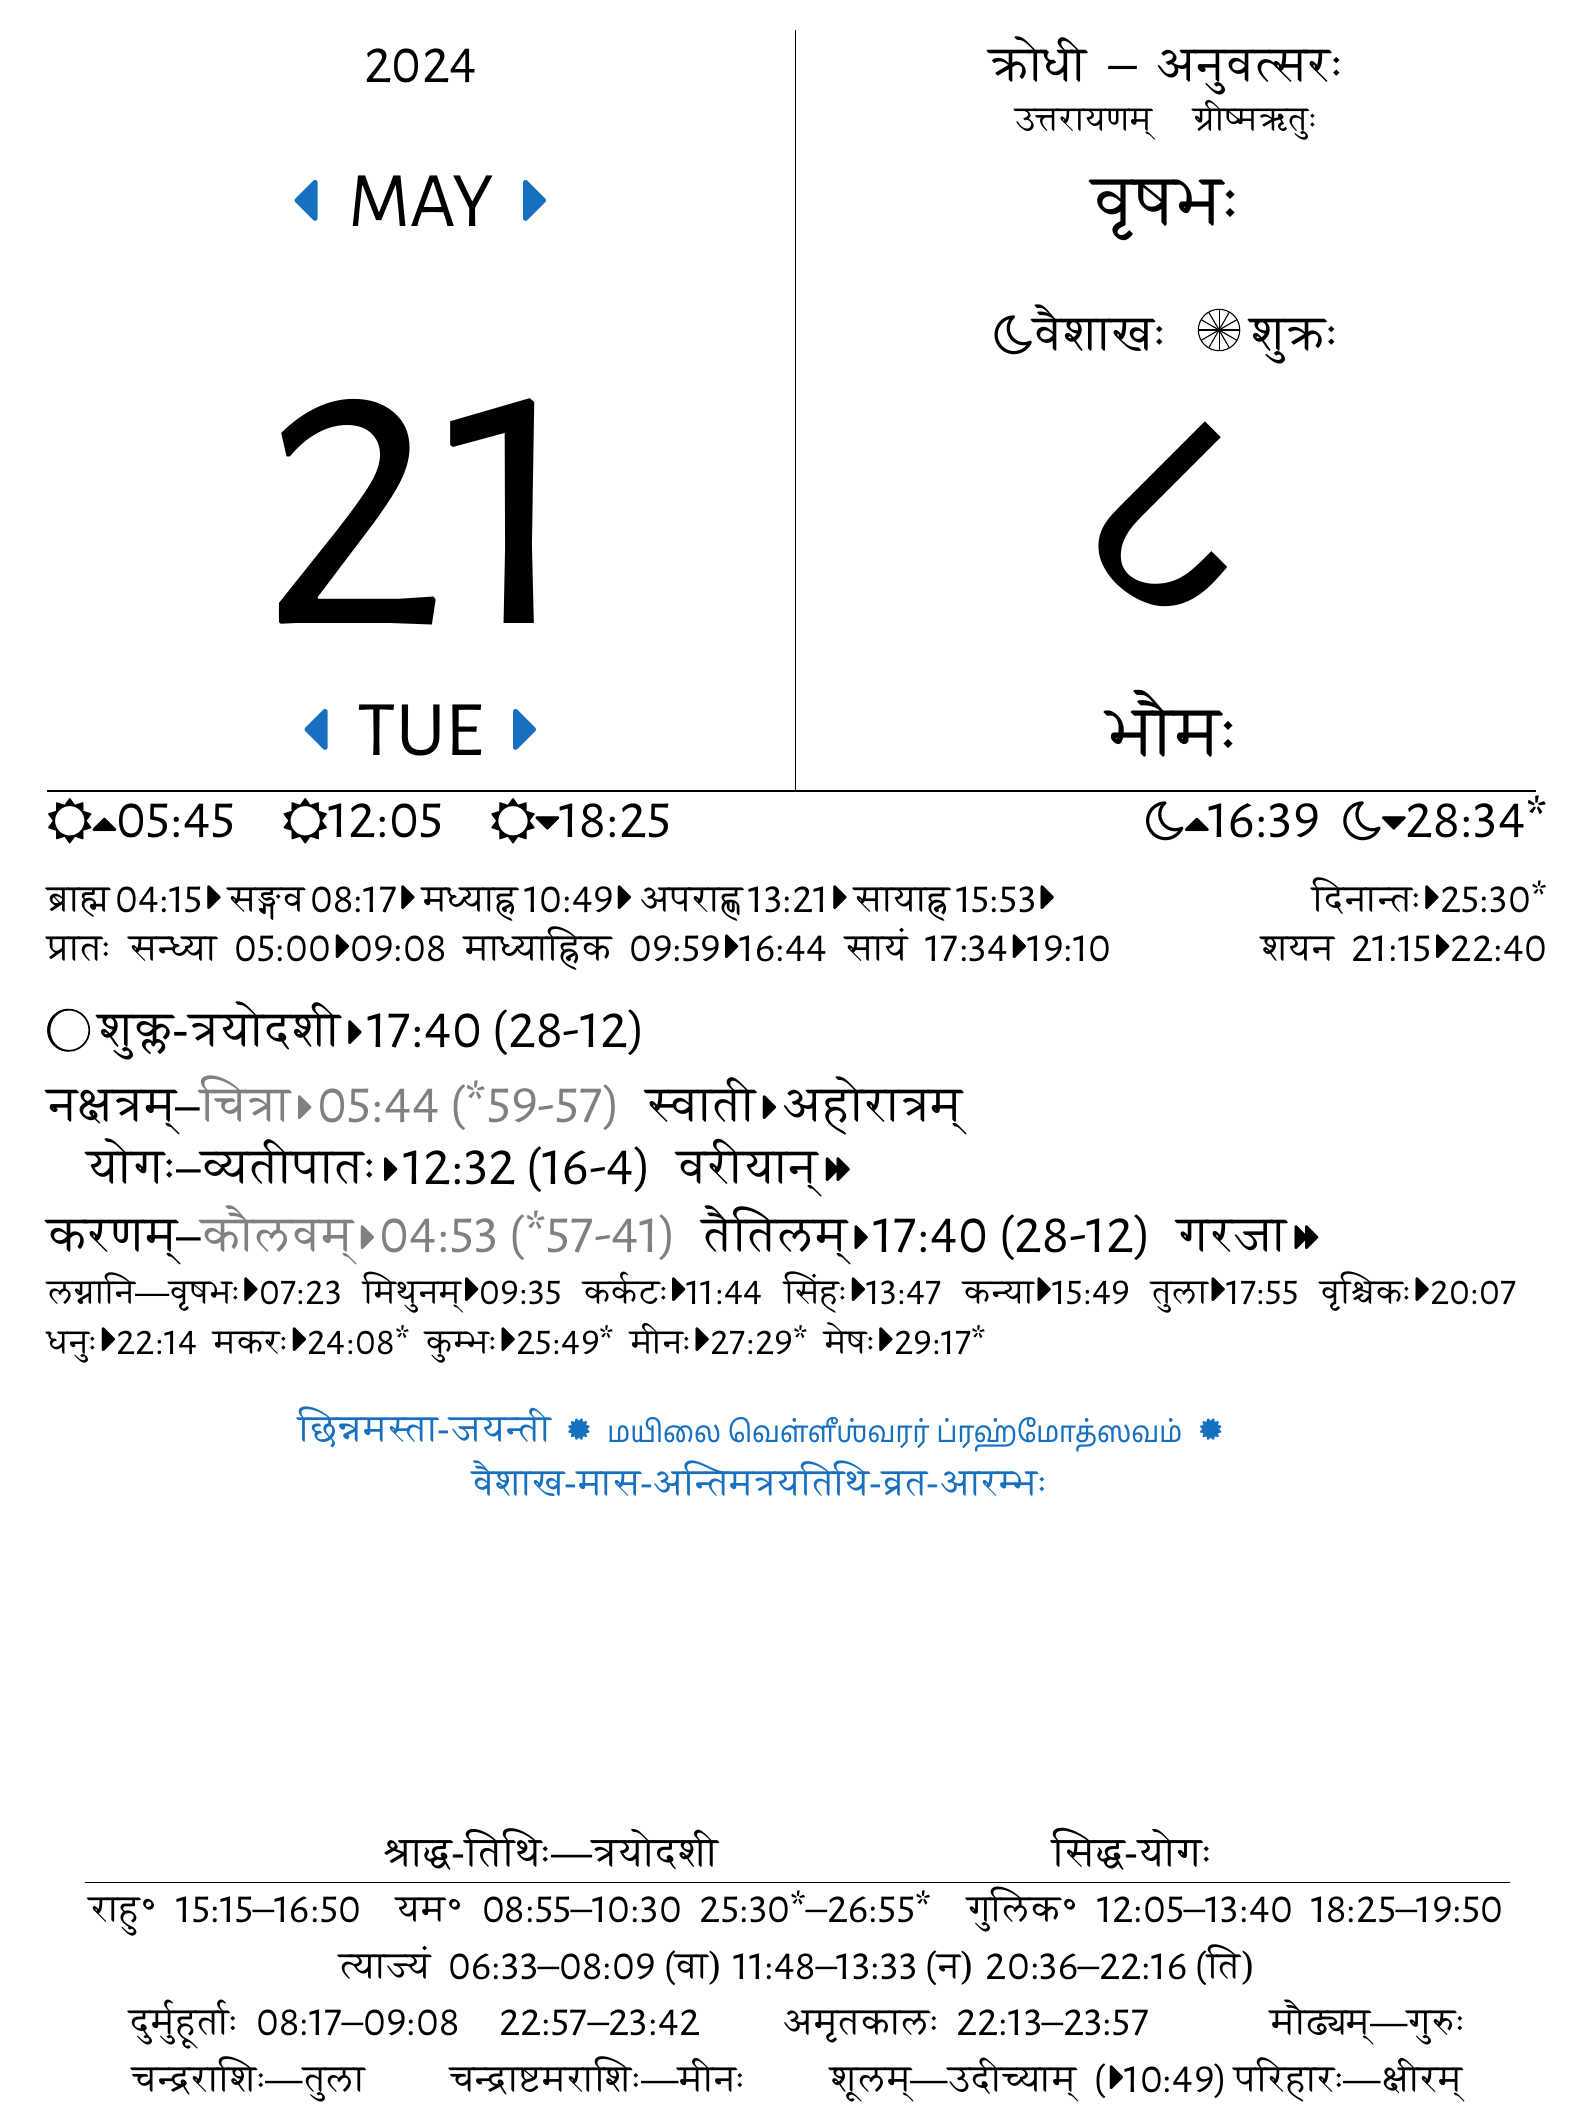 2024
MAY
21
TUE
क्रोधी – अनुवत्सरः
उत्तरायणम् ग्रीष्मऋतुः
वृषभः
वैशाखः शुक्रः
८
भौमः
05:45 12:05 18:25 16:39 28:34*
ब्राह्म 04:15 सङ्गव 08:17 मध्याह्न 10:49 अपराह्ण 13:21 सायाह्न 15:53 दिनान्तः 25:30*
प्रातः सन्ध्या 05:00 09:08 माध्याह्निक 09:59 16:44 सायं 17:34 19:10 शयन 21:15 22:40
शुक्ल-त्रयोदशी 17:40 (28-12)
नक्षत्रम्–चित्रा 05:44 (*59-57) स्वाती अहोरात्रम्
योगः–व्यतीपातः 12:32 (16-4) वरीयान्
करणम्–कौलवम् 04:53 (*57-41) तैतिलम् 17:40 (28-12) गरजा
लग्नानि—वृषभः 07:23 मिथुनम् 09:35 कर्कटः 11:44 सिंहः 13:47 कन्या 15:49 तुला 17:55 वृश्चिकः 20:07
धनुः 22:14 मकरः 24:08* कुम्भः 25:49* मीनः 27:29* मेषः 29:17*
छिन्नमस्ता-जयन्ती ✹ மயிலை வெள்ளீஶ்வரர் ப்ரஹ்மோத்ஸவம் ✹
वैशाख-मास-अन्तिमत्रयतिथि-व्रत-आरम्भः
श्राद्ध-तिथिः—त्रयोदशी सिद्ध-योगः
राहु॰ 15:15–16:50 यम॰ 08:55–10:30 25:30*–26:55* गुलिक॰ 12:05–13:40 18:25–19:50
त्याज्यं 06:33–08:09 (वा) 11:48–13:33 (न) 20:36–22:16 (ति)
दुर्मुहूर्ताः 08:17–09:08 22:57–23:42 अमृतकालः 22:13–23:57 मौढ्यम्—गुरुः
चन्द्रराशिः—तुला चन्द्राष्टमराशिः—मीनः शूलम्—उदीच्याम् (10:49) परिहारः—क्षीरम्